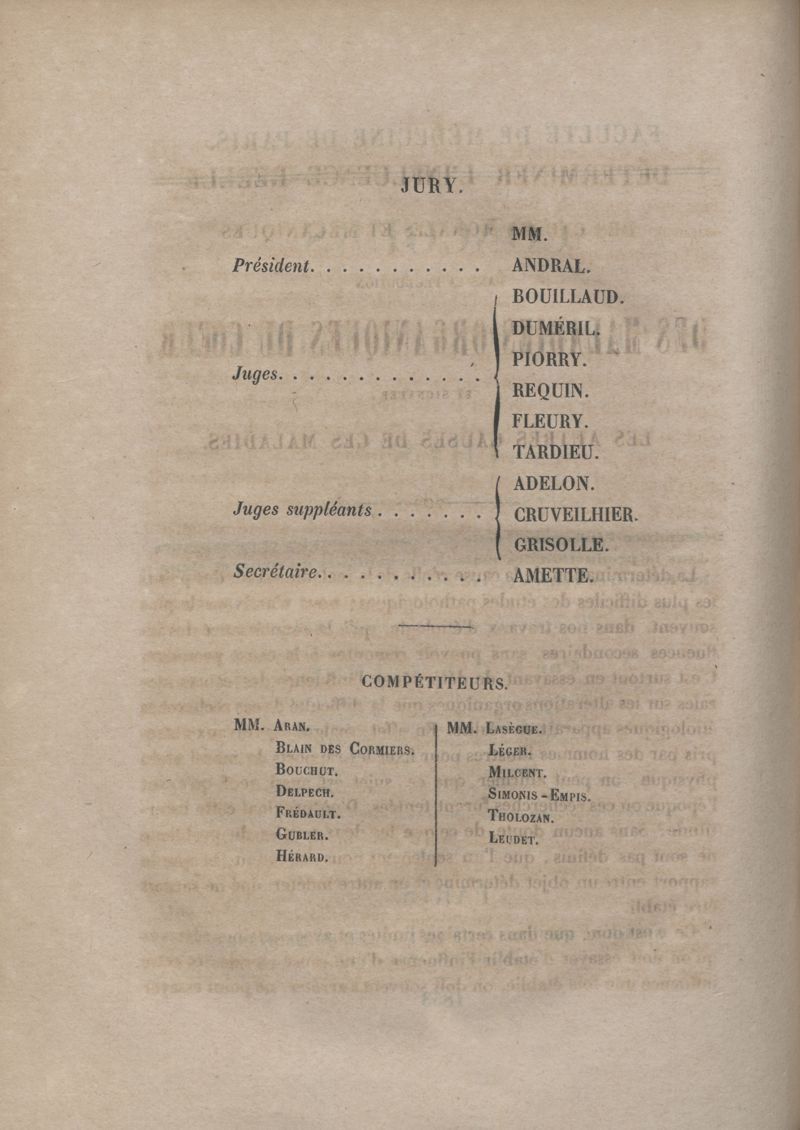 JURY.
MM.
Président. . . . . . . . . . . ANDRAL.
BOUILLAUD.
DUMÉRIL.
PIORRY.
Juges. . . . . . . . . . . . .
REQUIN.
FLEURY.
TARDIEU.
ADELON.
Juges suppléants . . . . . . . CRUVEILHIER.
GRISOLLE.
Secrétaire. . . . . . . . . . . AMETTE.
COMPÉTITEURS.
MM. ARAN.
BLAIN DES CORMIERS.
BOUCHUT.
DELPECH.
FRÉDAULT.
GUBLER.
HÉRARD.
MM. LASÈGUE.
LÉGER.
MILCENT.
SIMONIS-EMPIS.
THOLOZAN.
LEUDET.